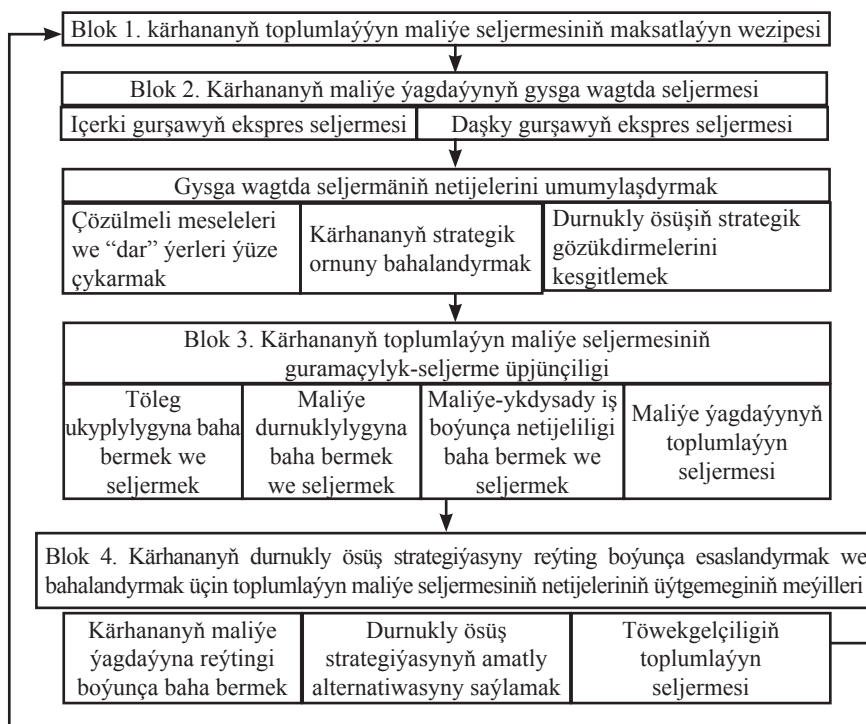 Blok 1. kärhananyň toplumlaýýyn maliýe seljermesiniň maksatlaýyn wezipesi
Blok 2. Kärhananyň maliýe ýagdaýynyň gysga wagtda seljermesi
Içerki gurşawyň ekspres seljermesi
Daşky gurşawyň ekspres seljermesi
Gysga wagtda seljermäniň netijelerini umumylaşdyrmak
Çözülmeli meseleleri
we “dar” ýerleri ýüze
çykarmak
Kärhananyň strategik
ornuny bahalandyrmak
Durnukly ösüşiň strategik
gözükdirmelerini
kesgitlemek
Blok 3. Kärhananyň toplumlaýyn maliýe seljermesiniň
guramaçylyk-seljerme üpjünçiligi
Töleg
ukyplylygyna baha
bermek we
seljermek
Maliýe
durnuklylygyna
baha bermek
we seljermek
Maliýe-ykdysady iş
boýunça netijeliligi
baha bermek we
seljermek
Maliýe ýagdaýynyň
toplumlaýyn
seljermesi
Blok 4. Kärhananyň durnukly ösüş strategiýasyny reýting boýunça esaslandyrmak we
bahalandyrmak üçin toplumlaýyn maliýe seljermesiniň netijeleriniň üýtgemeginiň meýilleri
Kärhananyň maliýe
ýagdaýyna reýtingi
boýunça baha bermek
Durnukly ösüş
strategiýasynyň amatly
alternatiwasyny saýlamak
Töwekgelçiligiň
toplumlaýyn
seljermesi